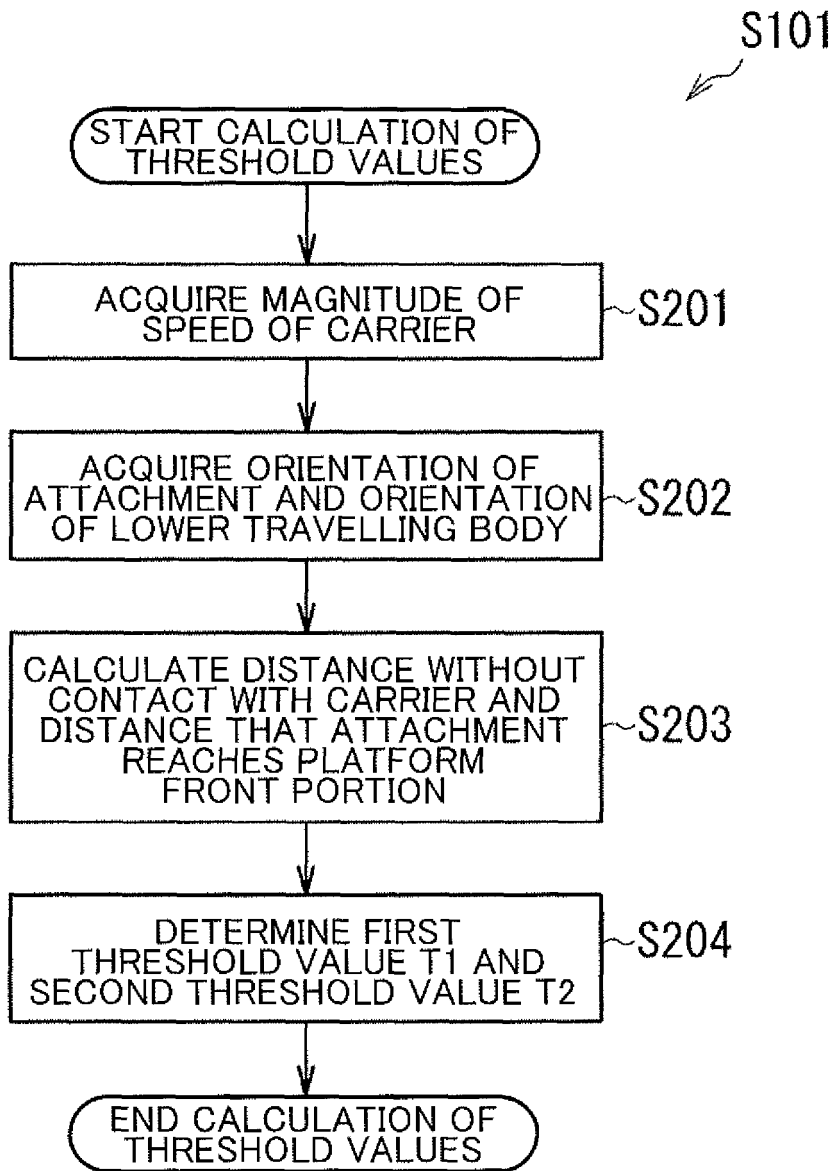 S101
START CALCULATION OF
THRESHOLD VALUES
ACQUIRE MAGNITUDE OF
SPEED OF CARRIER
S201
ACQUIRE ORIENTATION OF
ATTACHMENT AND ORIENTATION
OF LOWER TRAVELLING BODY
S202
CALCULATE DISTANCE WITHOUT
CONTACT WITH CARRIER AND
DISTANCE THAT ATTACHMENT
REACHES PLATFORM
FRONT PORTION
S203
DETERMINE FIRST
THRESHOLD VALUE T1 AND
SECOND THRESHOLD VALUE T2
S204
END CALCULATION OF
THRESHOLD VALUES